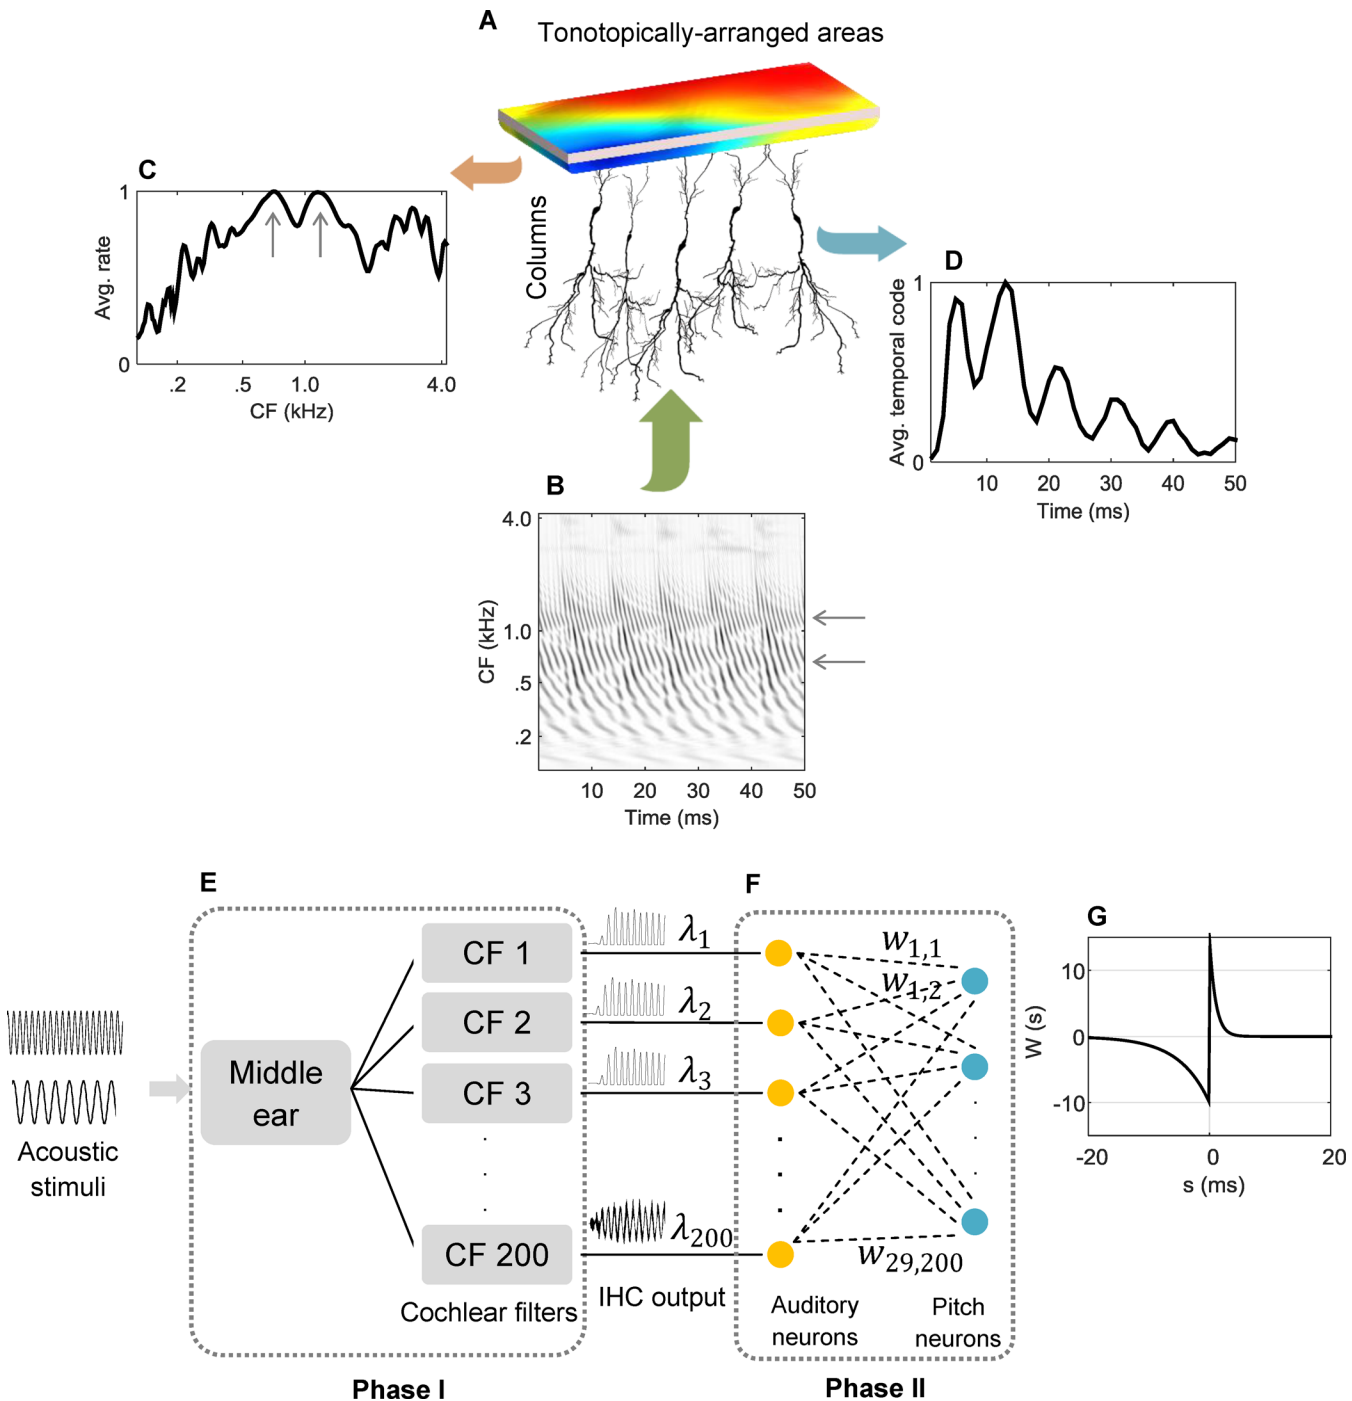 A
Tonotopically-arranged areas
C
1
Avg. rate
0
.2 .5 1.0 4.0
CF (kHz)
Columns
D
1
Avg. temporal code
0
10 20 30 40 50
Time (ms)
B
4.0
1.0
.5
.2
CF (kHz)
10 20 30 40 50
Time (ms)
E
Acoustic
stimuli
Middle
ear
CF 1
CF 2
CF 3
CF 200
Cochlear filters
Phase I
λ1
λ2
λ3
λ200
IHC output
F
w1,1
w1,2
w29,200
Auditory
neurons
Pitch
neurons
Phase II
G
10
0
-10
W (s)
-20 0 20
s (ms)